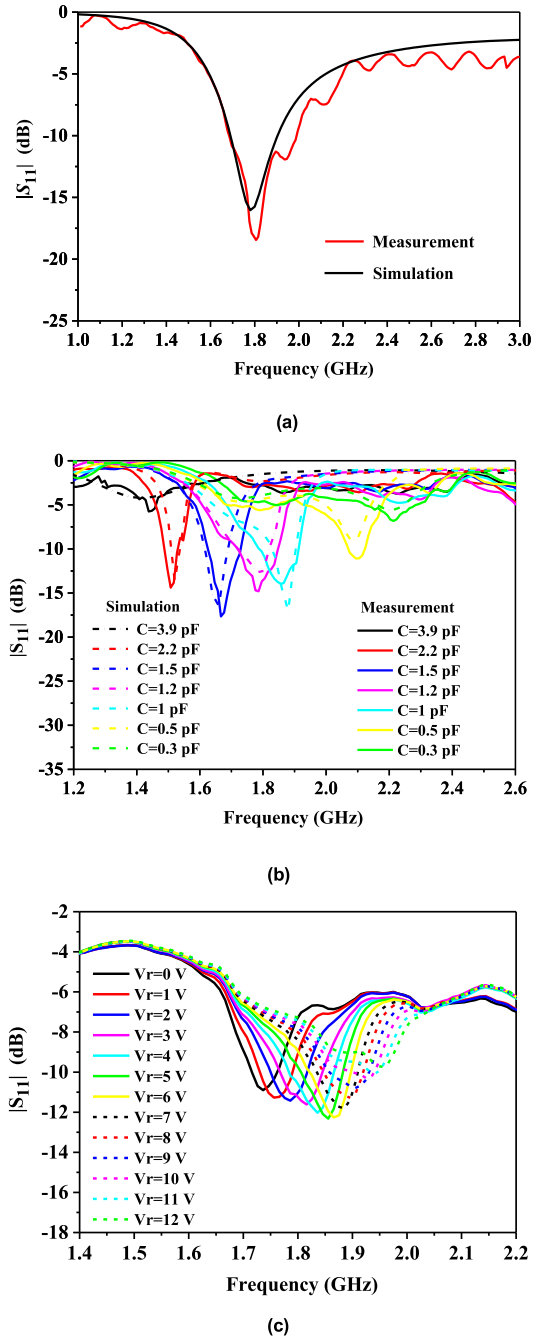 0
-5
-10
-15
-20
-25
|S11| (dB)
Measurement
Simulation
1.0 1.2 1.4 1.6 1.8 2.0 2.2 2.4 2.6 2.8 3.0
Frequency (GHz)
(a)
0
-5
-10
-15
-20
-25
-30
-35
|S11| (dB)
Simulation
C=3.9 pF
C=2.2 pF
C=1.5 pF
C=1.2 pF
C=1 pF
C=0.5 pF
C=0.3 pF
Measurement
C=3.9 pF
C=2.2 pF
C=1.5 pF
C=1.2 pF
C=1 pF
C=0.5 pF
C=0.3 pF
1.2 1.4 1.6 1.8 2.0 2.2 2.4 2.6
Frequency (GHz)
(b)
-2
-4
-6
-8
-10
-12
-14
-16
-18
|S11| (dB)
Vr=0 V
Vr=1 V
Vr=2 V
Vr=3 V
Vr=4 V
Vr=5 V
Vr=6 V
Vr=7 V
Vr=8 V
Vr=9 V
Vr=10 V
Vr=11 V
Vr=12 V
1.4 1.5 1.6 1.7 1.8 1.9 2.0 2.1 2.2
Frequency (GHz)
(c)